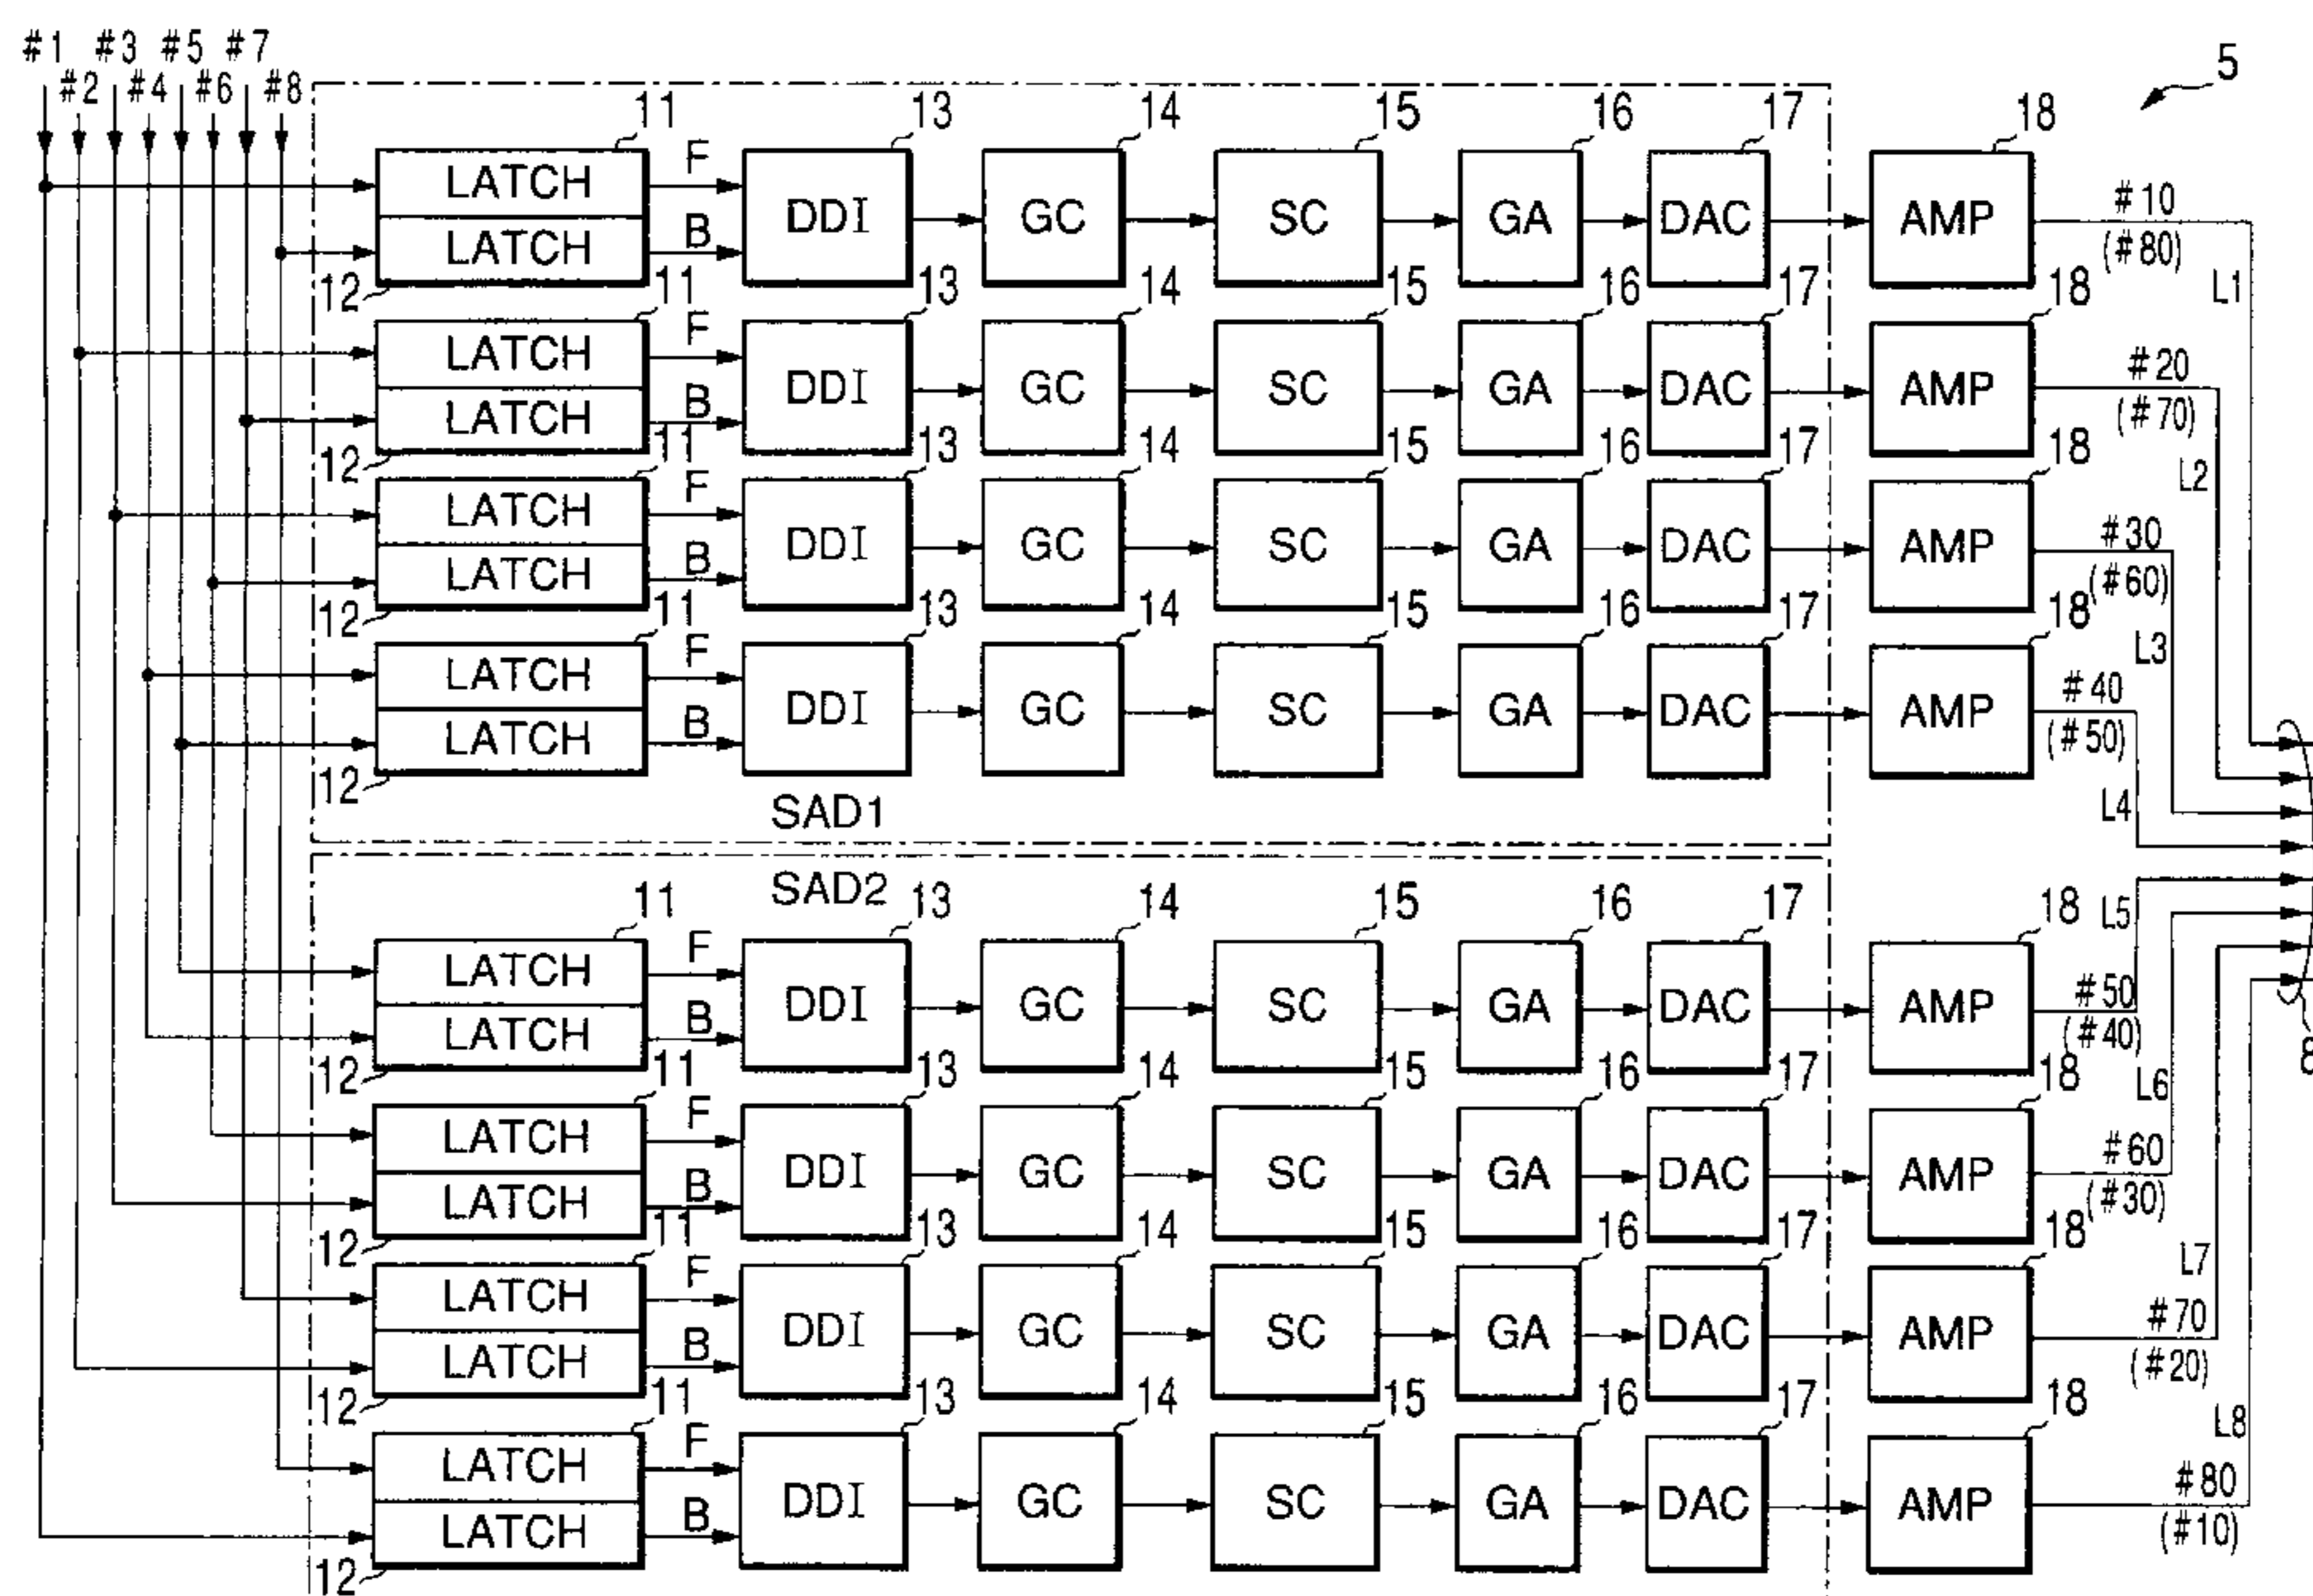 #1 #3 #5 #7
#2 #4 #6 #8
5
11 13 14 15 16 17 18
LATCH F DDI GC SC GA DAC AMP #10
LATCH B (#80)
12 L1
11 13 14 15 16 17 18
LATCH F DDI GC SC GA DAC AMP #20
LATCH B (#70)
12 L2
11 13 14 15 16 17 18
LATCH F DDI GC SC GA DAC AMP #30
LATCH B (#60)
12 L3
11 13 14 15 16 17 18
LATCH F DDI GC SC GA DAC AMP #40
LATCH B (#50)
12 L4
SAD1
SAD2
11 13 14 15 16 17 18 L5
LATCH F DDI GC SC GA DAC AMP #50
LATCH B (#40)
12 L6 8
11 13 14 15 16 17 18
LATCH F DDI GC SC GA DAC AMP #60
LATCH B (#30)
12 L7
11 13 14 15 16 17 18
LATCH F DDI GC SC GA DAC AMP #70
LATCH B (#20)
12 L8
11 13 14 15 16 17 18
LATCH F DDI GC SC GA DAC AMP #80
LATCH B (#10)
12